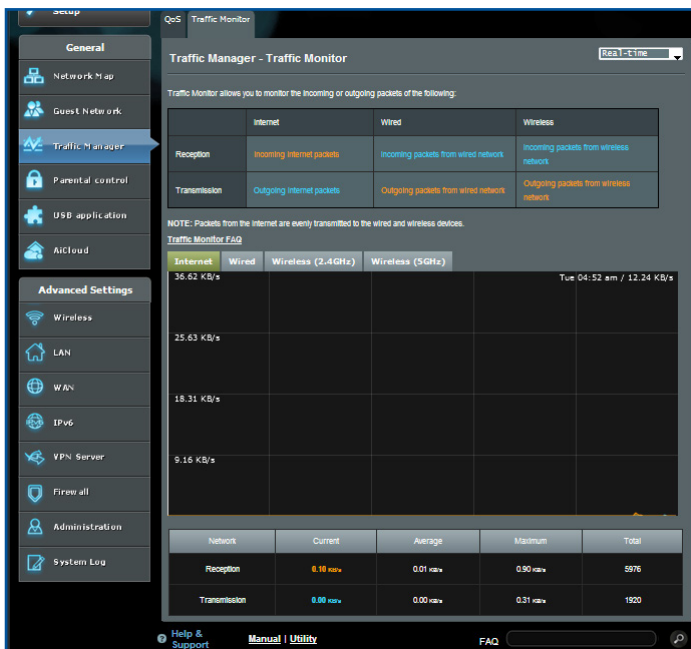 Setup
General
Network Map
Guest Network
Traffic Manager
Parental control
USB application
AiCloud
Advanced Settings
Wireless
LAN
WAN
IPv6
VPN Server
Firewall
Administration
System Log
QoS Traffic Monitor
Traffic Manager - Traffic Monitor
Real-time
Traffic Monitor allows you to monitor the incoming or outgoing packets of the following:
Internet Wired Wireless
Reception Incoming Internet packets Incoming packets from wired network Incoming packets from wireless network
Transmission Outgoing Internet packets Outgoing packets from wired network Outgoing packets from wireless network
NOTE: Packets from the Internet are evenly transmitted to the wired and wireless devices.
Traffic Monitor FAQ
Internet Wired Wireless (2.4GHz) Wireless (5GHz)
36.62 KB/s Tue 04:52 am / 12.24 KB/s
25.63 KB/s
18.31 KB/s
9.16 KB/s
Network Current Average Maximum Total
Reception 0.10 KB/s 0.01 KB/s 0.90 KB/s 5976
Transmission 0.00 KB/s 0.00 KB/s 0.31 KB/s 1920
Help & Support Manual | Utility FAQ